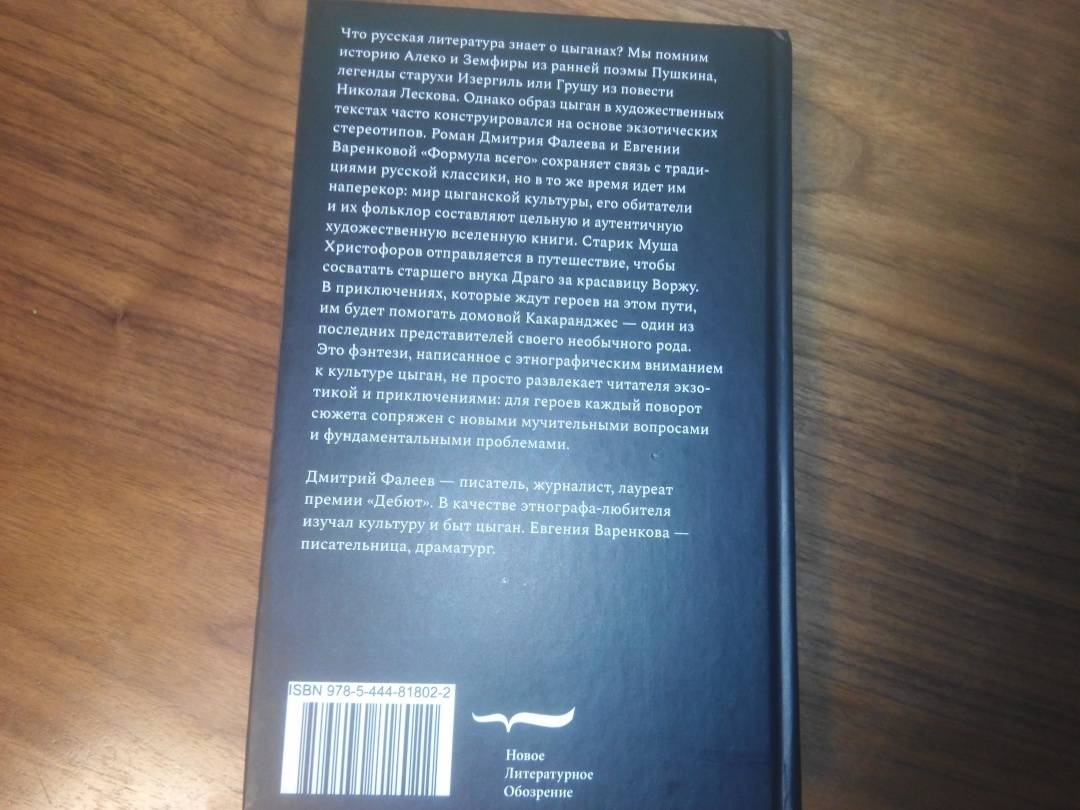 Что русская литература знает о цыганах? Мы помним
историю Алеко и Земфиры из ранней поэмы Пушкина,
легенды старухи Изергиль или Грушу из повести
Николая Лескова. Однако образ цыган в художественных
текстах часто конструировался на основе экзотических
стереотипов. Роман Дмитрия Фалеева и Евгении
Варенковой «Формула всего» сохраняет связь с тради-
циями русской классики, но в то же время идет им
наперекор: мир цыганской культуры, его обитатели
и их фольклор составляют цельную и аутентичную
художественную вселенную книги. Старик Муша
Христофоров отправляется в путешествие, чтобы
сосватать старшего внука Драго за красавицу Воржу.
В приключениях, которые ждут героев на этом пути,
им будет помогать домовой Какаранджес — один из
последних представителей своего необычного рода.
Это фэнтези, написанное с этнографическим вниманием
к культуре цыган, не просто развлекает читателя экзо-
тикой и приключениями: для героев каждый поворот
сюжета сопряжен с новыми мучительными вопросами
и фундаментальными проблемами.
Дмитрий Фалеев — писатель, журналист, лауреат
премии «Дебют». В качестве этнографа-любителя
изучал культуру и быт цыган. Евгения Варенкова —
писательница, драматург.
ISBN 978-5-444-81802-2
Новое
Литературное
Обозрение